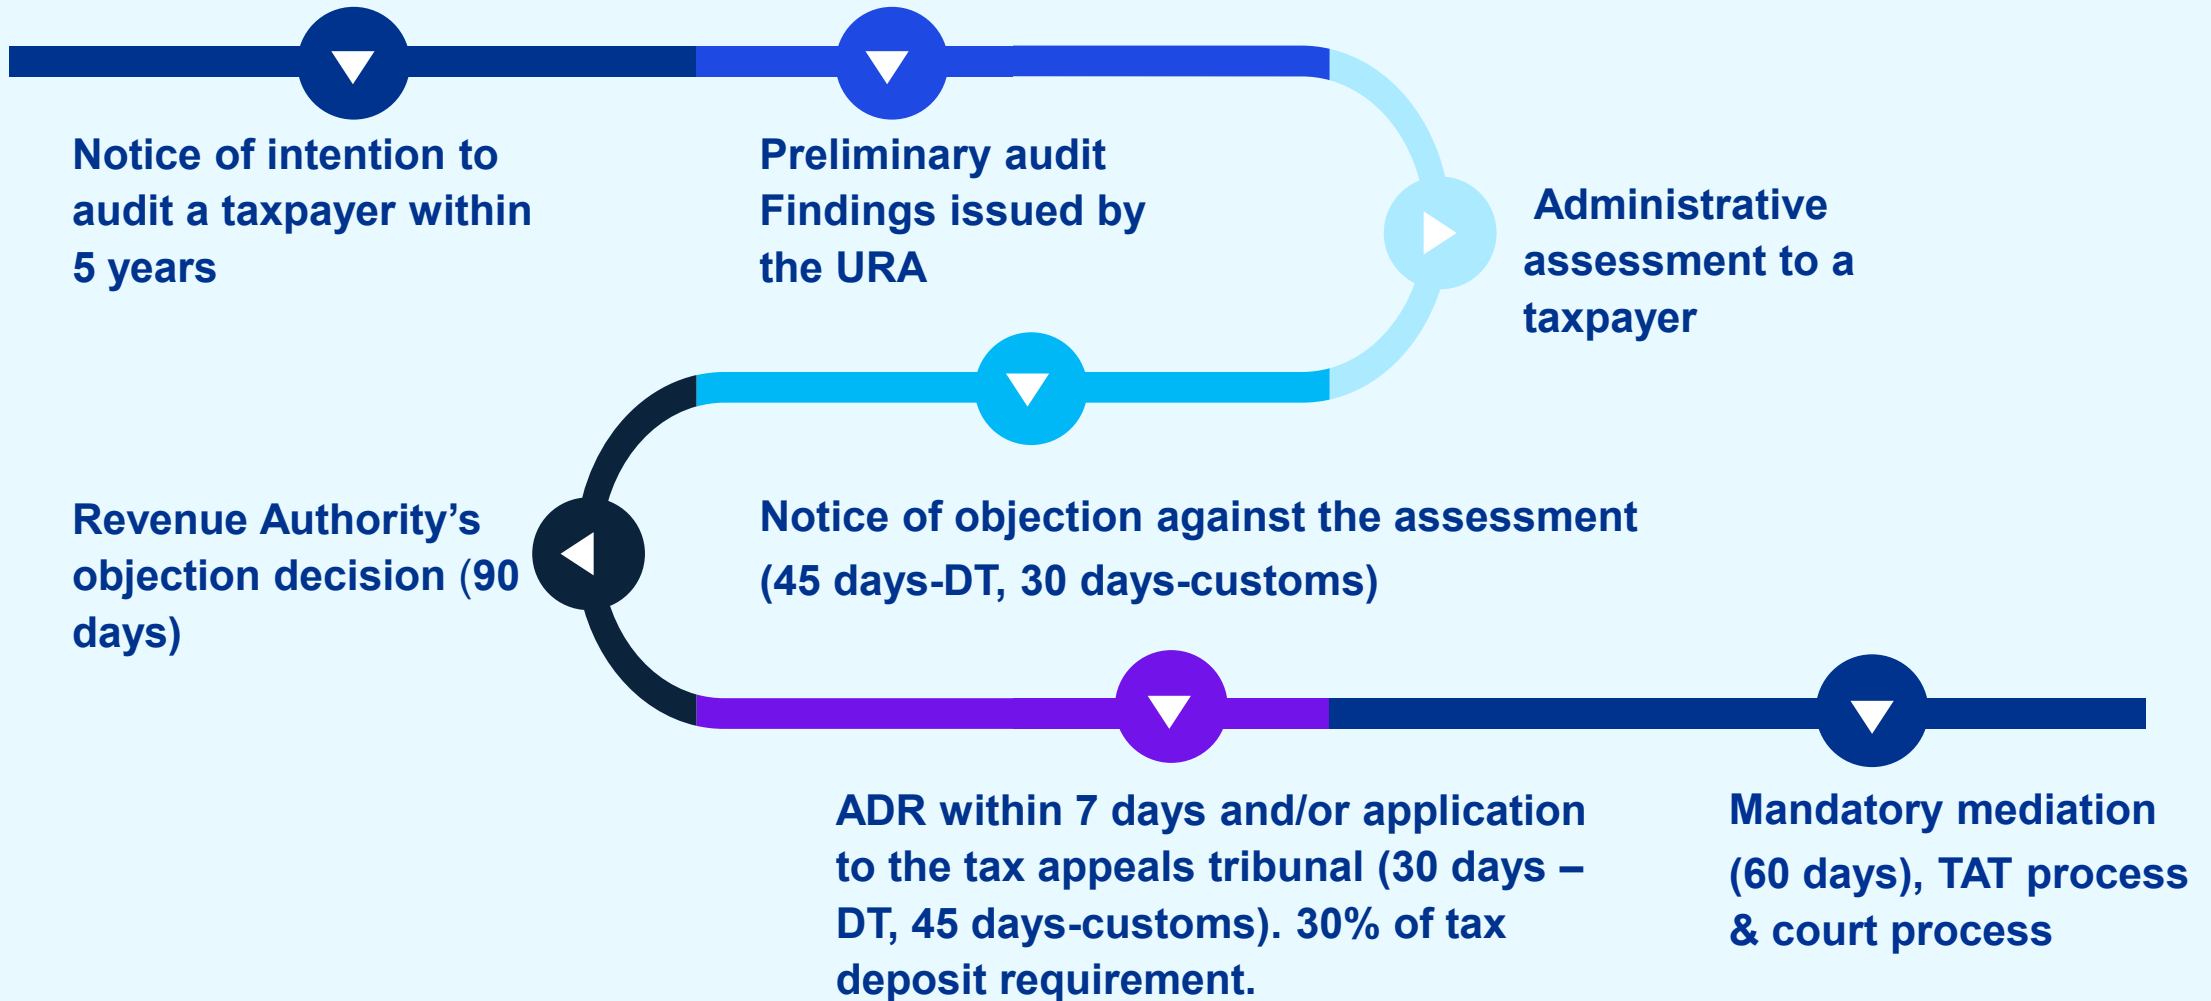 Notice of intention to
audit a taxpayer within
5 years
Preliminary audit
Findings issued by
the URA
Administrative
assessment to a
taxpayer
Notice of objection against the assessment
(45 days-DT, 30 days-customs)
Revenue Authority’s
objection decision (90
days)
ADR within 7 days and/or application
to the tax appeals tribunal (30 days –
DT, 45 days-customs). 30% of tax
deposit requirement.
Mandatory mediation
(60 days), TAT process
& court process